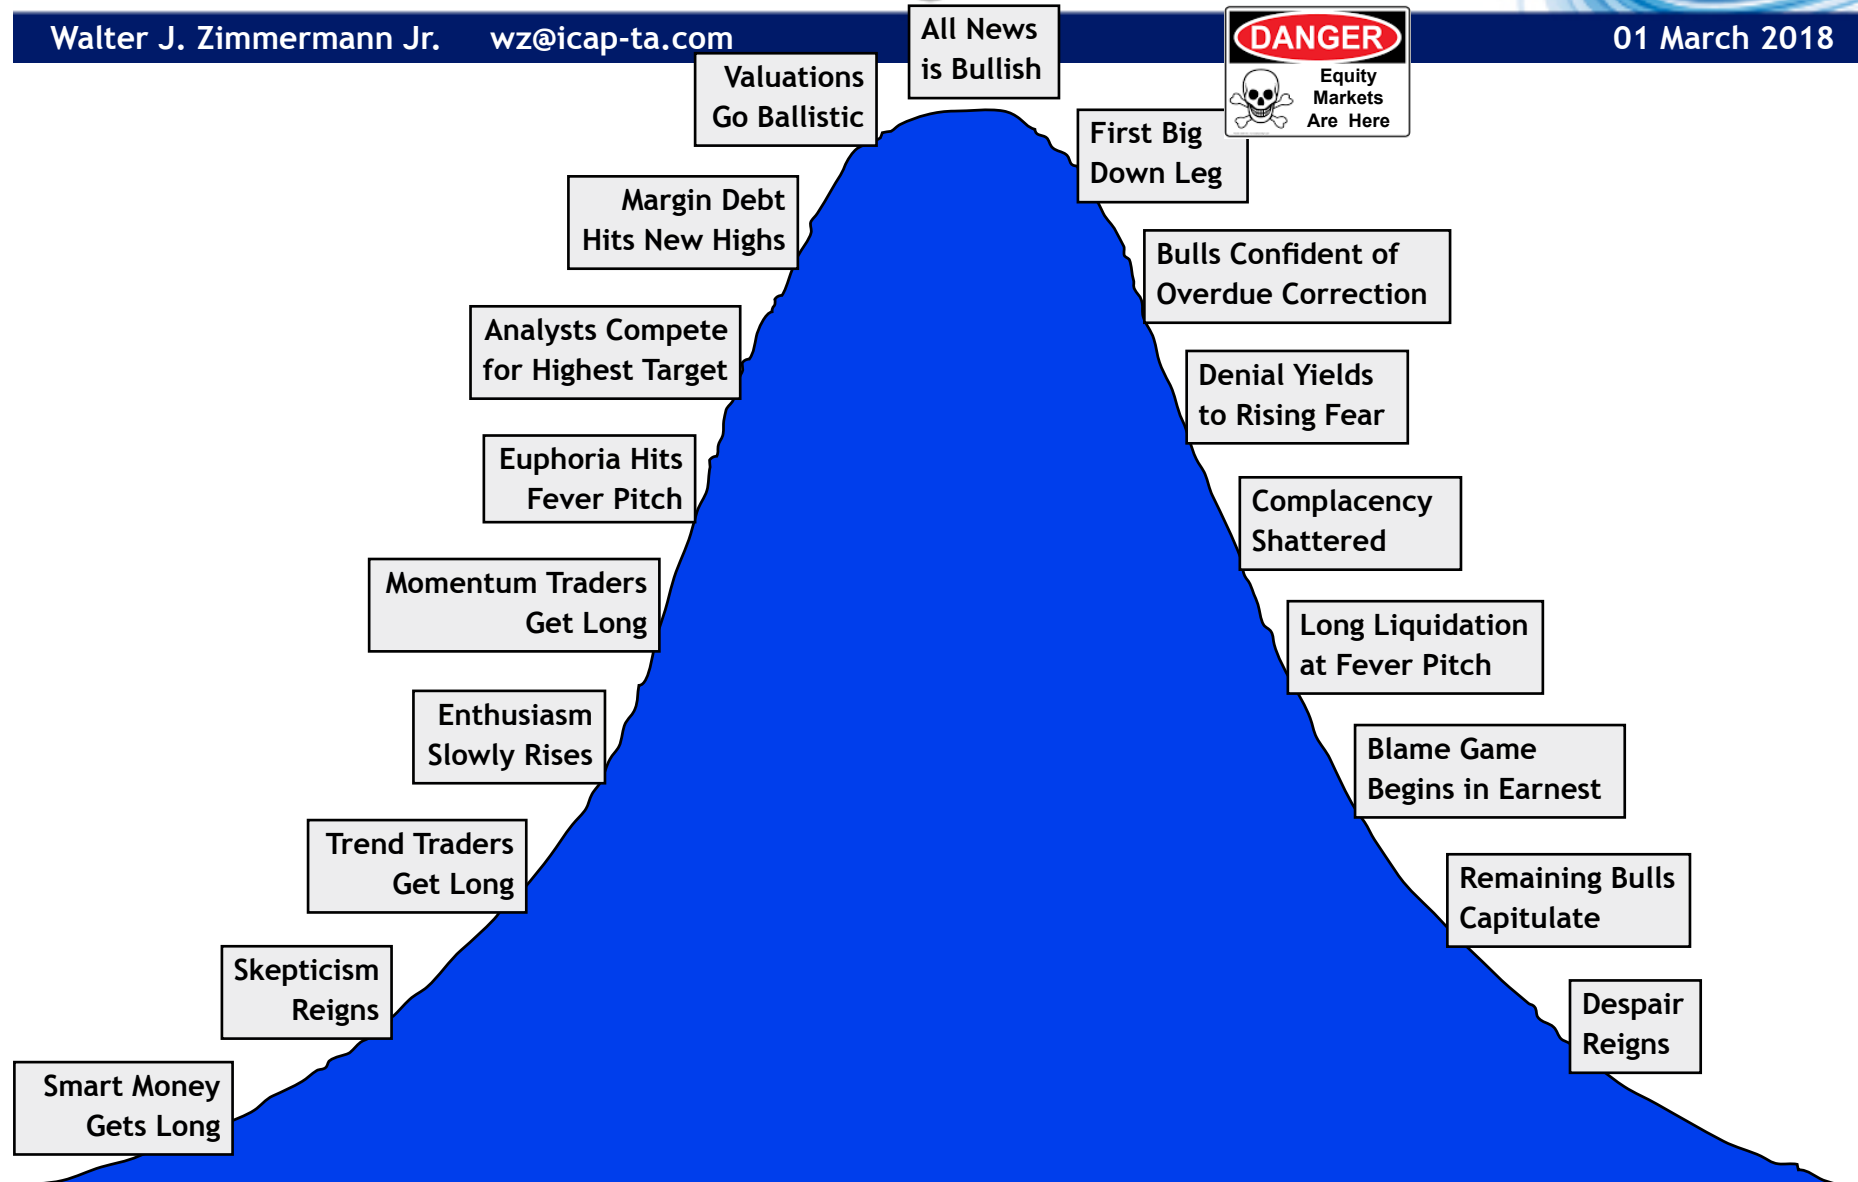 Walter J. Zimmermann Jr. wz@icap-ta.com
01 March 2018
All News
is Bullish
DANGER
Equity
Markets
Are Here
Valuations
Go Ballistic
First Big
Down Leg
Margin Debt
Hits New Highs
Bulls Confident of
Overdue Correction
Analysts Compete
for Highest Target
Denial Yields
to Rising Fear
Euphoria Hits
Fever Pitch
Complacency
Shattered
Momentum Traders
Get Long
Long Liquidation
at Fever Pitch
Enthusiasm
Slowly Rises
Blame Game
Begins in Earnest
Trend Traders
Get Long
Remaining Bulls
Capitulate
Skepticism
Reigns
Despair
Reigns
Smart Money
Gets Long